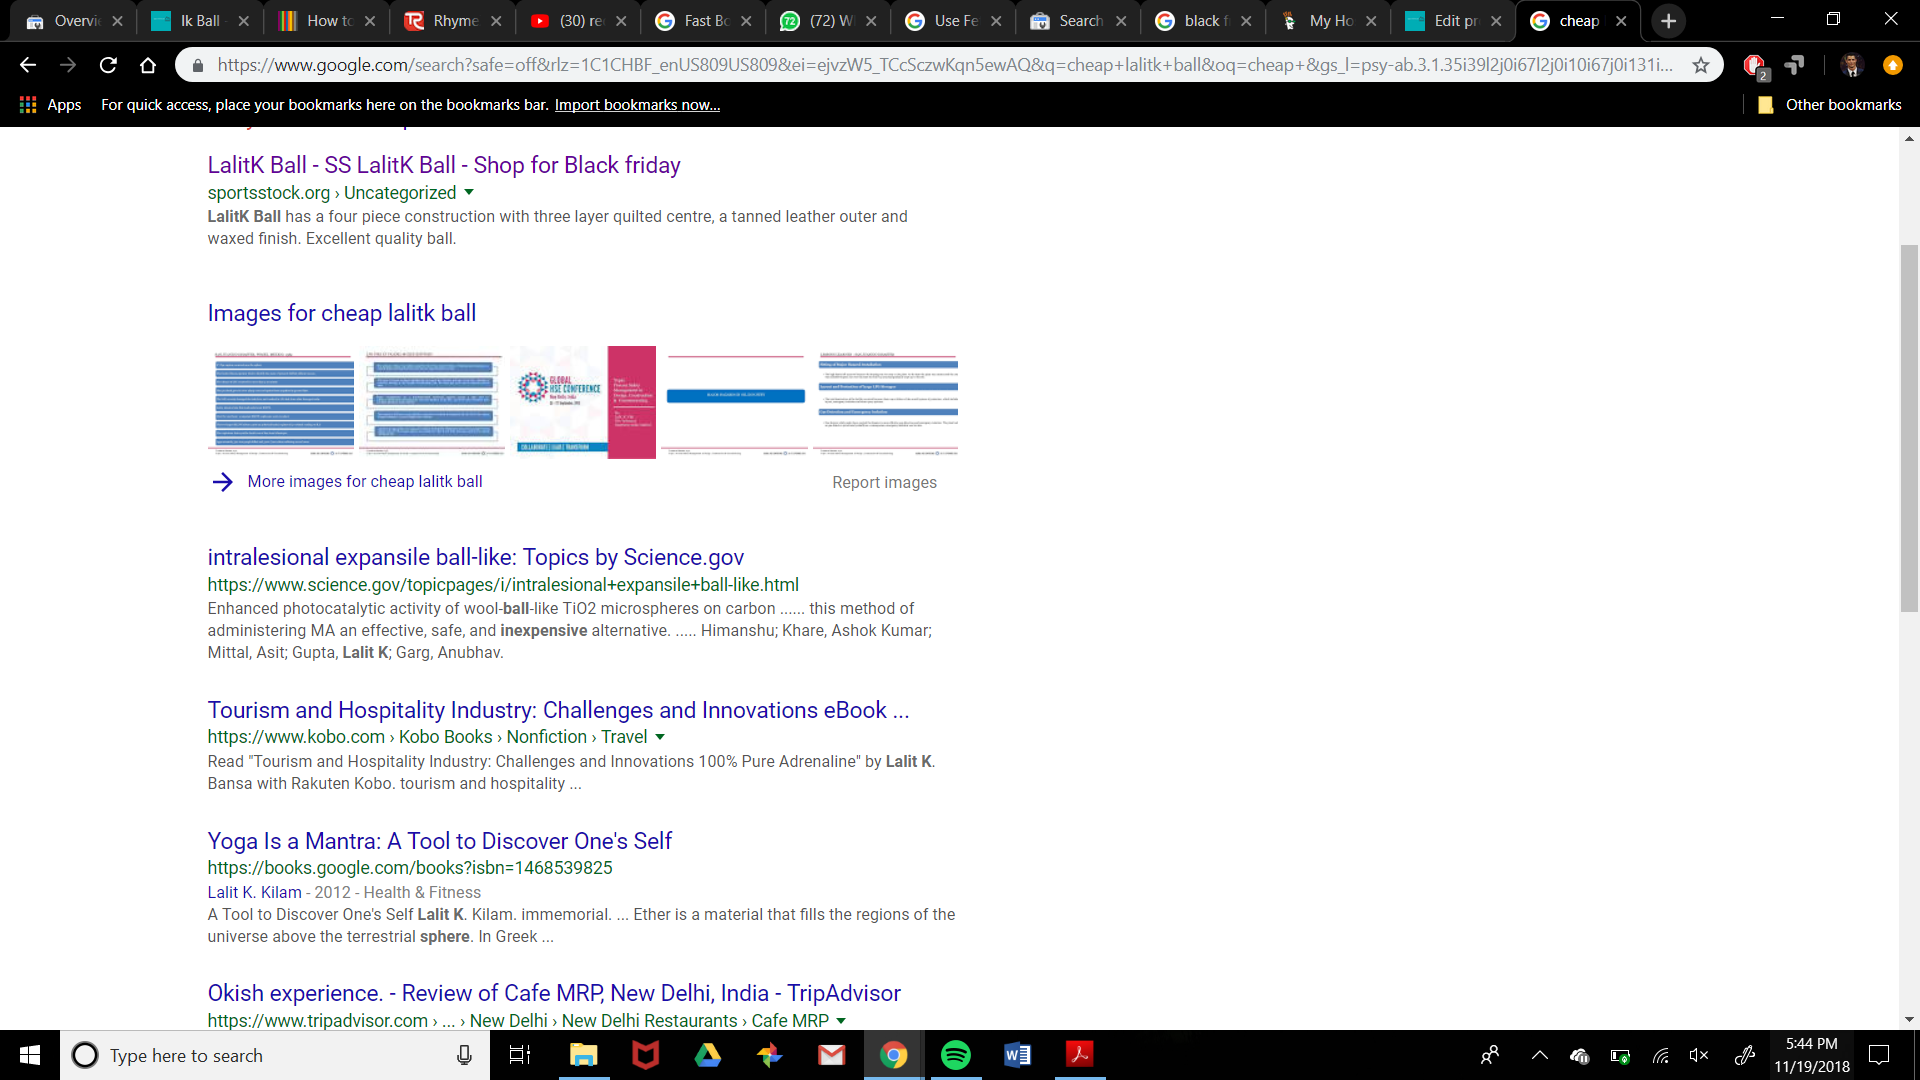 Overvi
lk Ball
How to
Rhyme
(30) re
Fast Bo
72
(72) W
Use Fe
Search
black f
My Ho
Edit pr
cheap
https://www.google.com/search?safe=off&rlz=1C1CHBF_enUS809US809&ei=ejvzW5_TCcSczwKqn5ewAQ&q=cheap+lalitk+ball&oq=cheap+&gs_l=psy-ab.3.1.35i39l2j0i67l2j0i10i67j0i131i...
2
Apps
For quick access, place your bookmarks here on the bookmarks bar. Import bookmarks now...
Other bookmarks
LalitK Ball - SS LalitK Ball - Shop for Black friday
sportsstock.org › Uncategorized
LalitK Ball has a four piece construction with three layer quilted centre, a tanned leather outer and
waxed finish. Excellent quality ball.
Images for cheap lalitk ball
GLOBAL
HSE CONFERENCE
More images for cheap lalitk ball
Report images
intralesional expansile ball-like: Topics by Science.gov
https://www.science.gov/topicpages/i/intralesional+expansile+ball-like.html
Enhanced photocatalytic activity of wool-ball-like TiO2 microspheres on carbon ...... this method of
administering MA an effective, safe, and inexpensive alternative. ..... Himanshu; Khare, Ashok Kumar;
Mittal, Asit; Gupta, Lalit K; Garg, Anubhav.
Tourism and Hospitality Industry: Challenges and Innovations eBook ...
https://www.kobo.com › Kobo Books › Nonfiction › Travel
Read "Tourism and Hospitality Industry: Challenges and Innovations 100% Pure Adrenaline" by Lalit K.
Bansa with Rakuten Kobo. tourism and hospitality ...
Yoga Is a Mantra: A Tool to Discover One's Self
https://books.google.com/books?isbn=1468539825
Lalit K. Kilam - 2012 - Health & Fitness
A Tool to Discover One's Self Lalit K. Kilam. immemorial. ... Ether is a material that fills the regions of the
universe above the terrestrial sphere. In Greek ...
Okish experience. - Review of Cafe MRP, New Delhi, India - TripAdvisor
https://www.tripadvisor.com › ... › New Delhi › New Delhi Restaurants › Cafe MRP
Type here to search
5:44 PM
11/19/2018